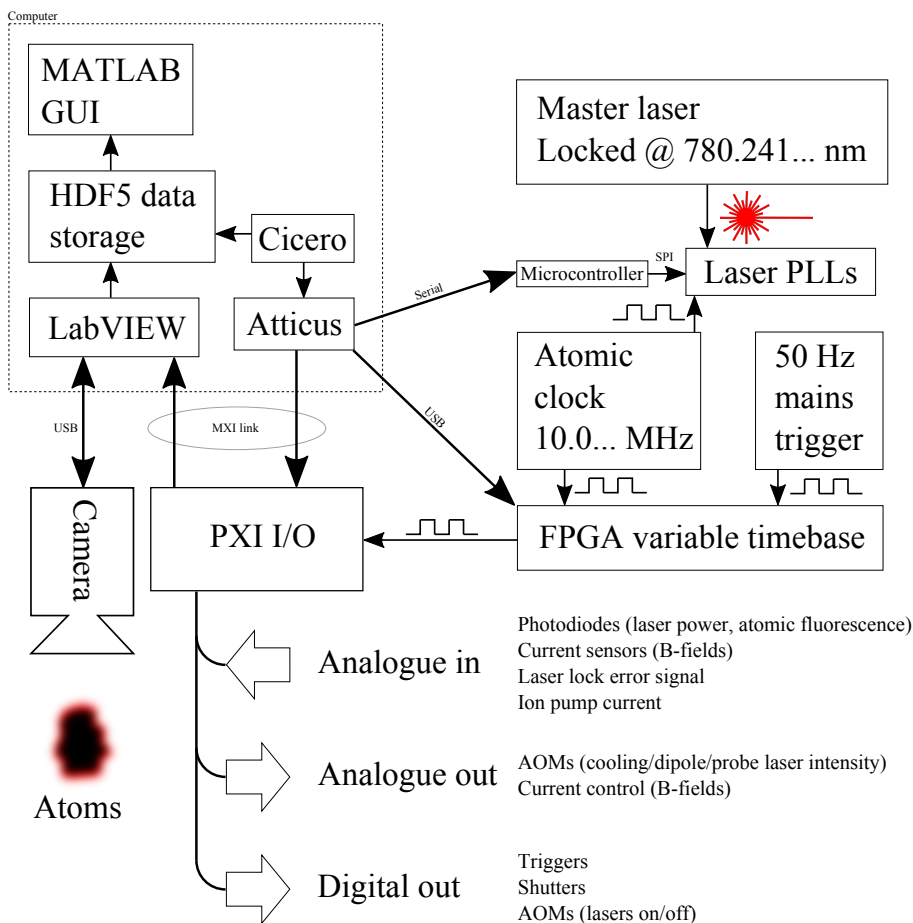 Computer
MATLAB
GUI
HDF5 data
storage
Cicero
LabVIEW
Atticus
Master laser
Locked @ 780.241... nm
Serial
Microcontroller
SPI
Laser PLLs
Atomic
clock
10.0... MHz
50 Hz
mains
trigger
USB
MXI link
USB
Camera
PXI I/O
FPGA variable timebase
Analogue in
Photodiodes (laser power, atomic fluorescence)
Current sensors (B-fields)
Laser lock error signal
Ion pump current
Atoms
Analogue out
AOMs (cooling/dipole/probe laser intensity)
Current control (B-fields)
Digital out
Triggers
Shutters
AOMs (lasers on/off)